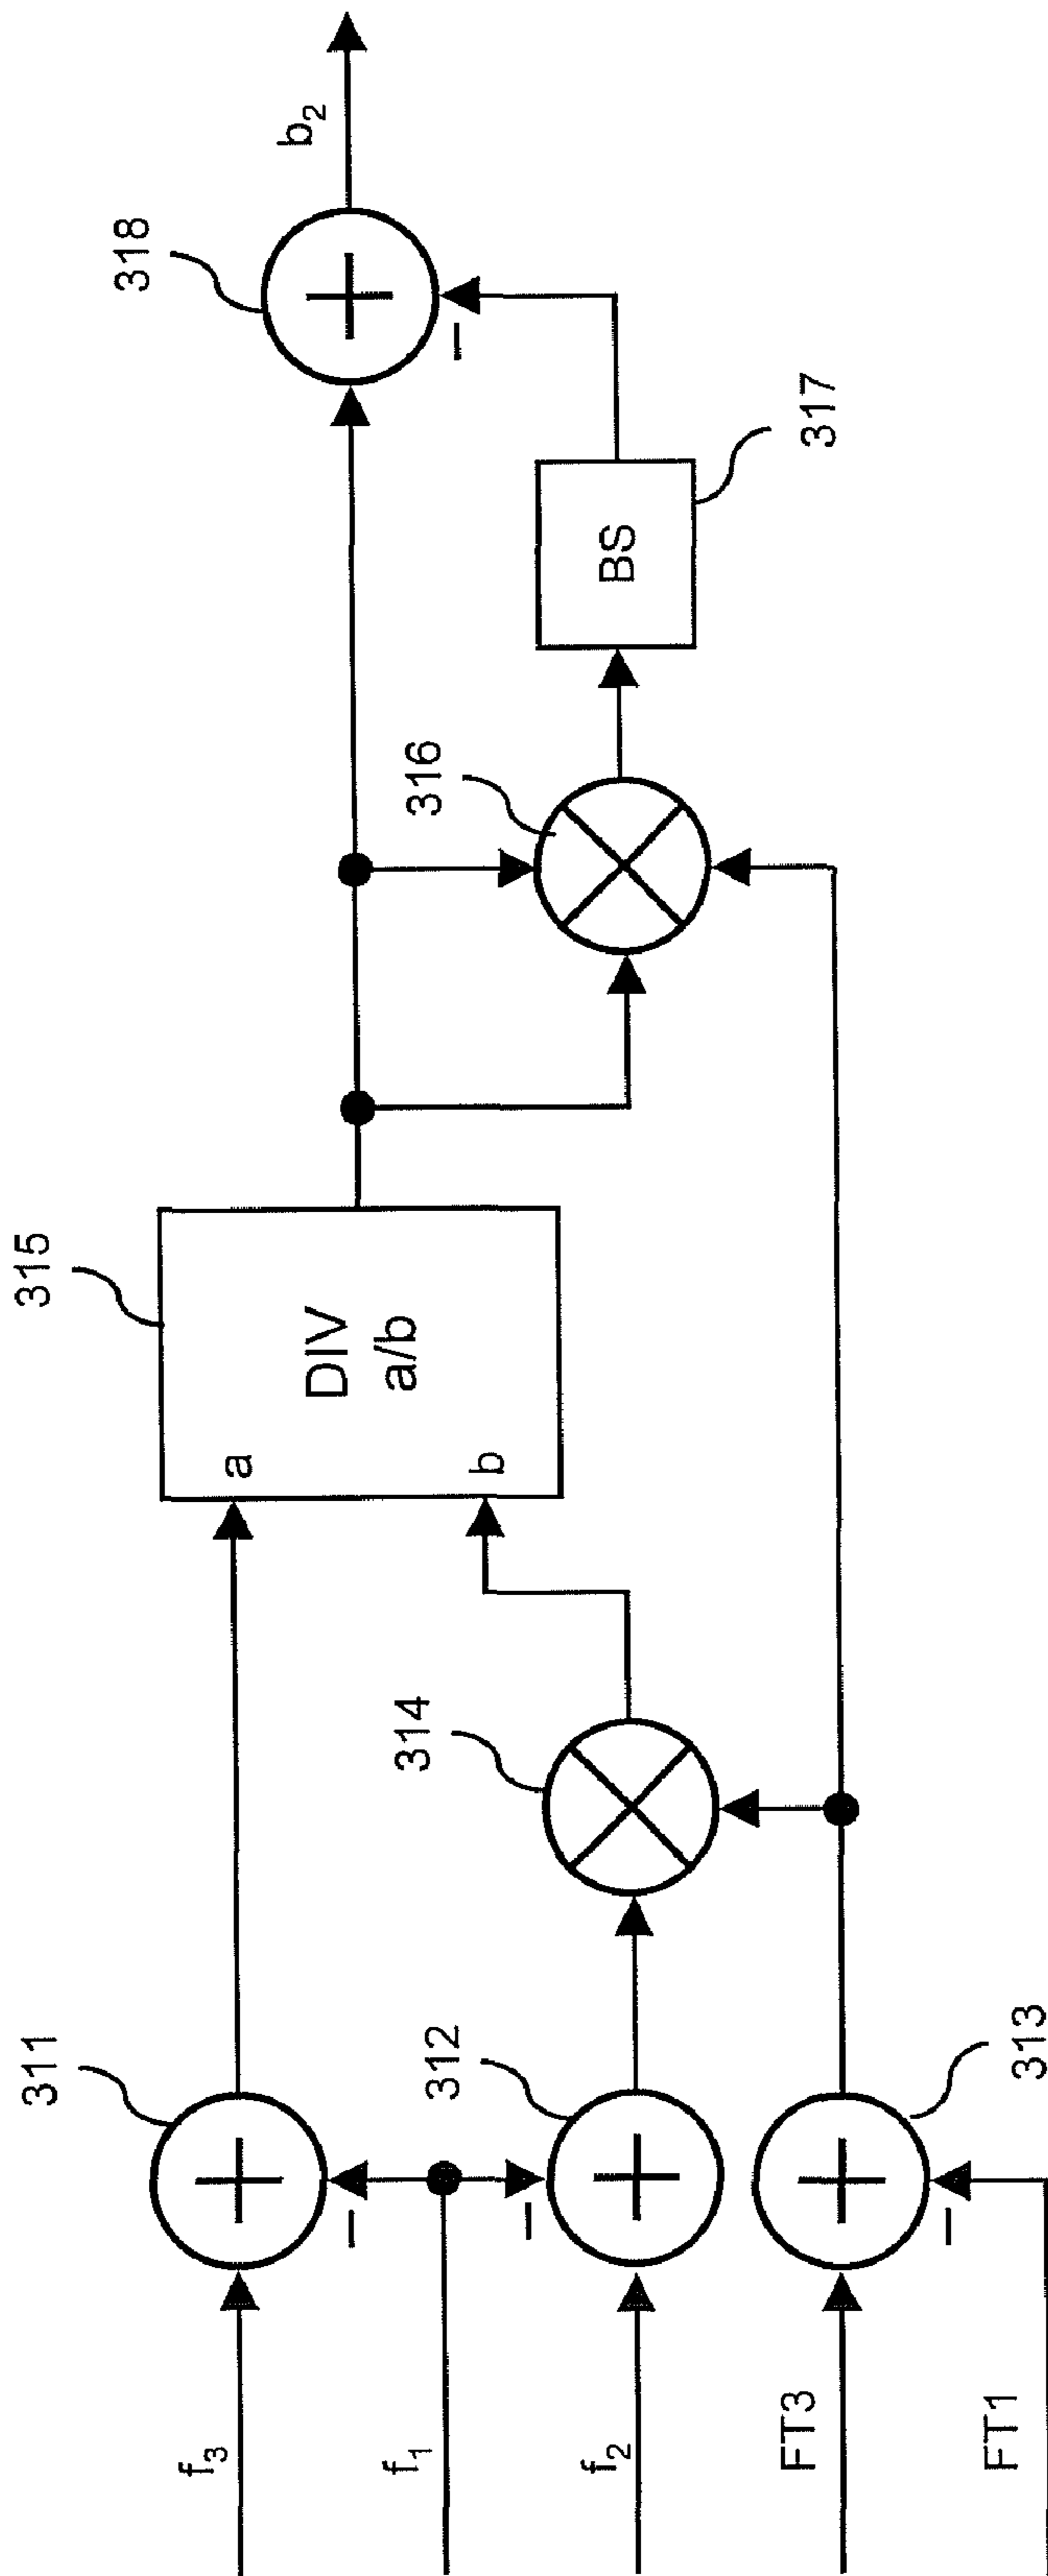 f₃
f₁
f₂
FT3
FT1
311
−
−
312
313
−
314
315
a
b
DIV
a/b
316
BS
317
318
−
b₂